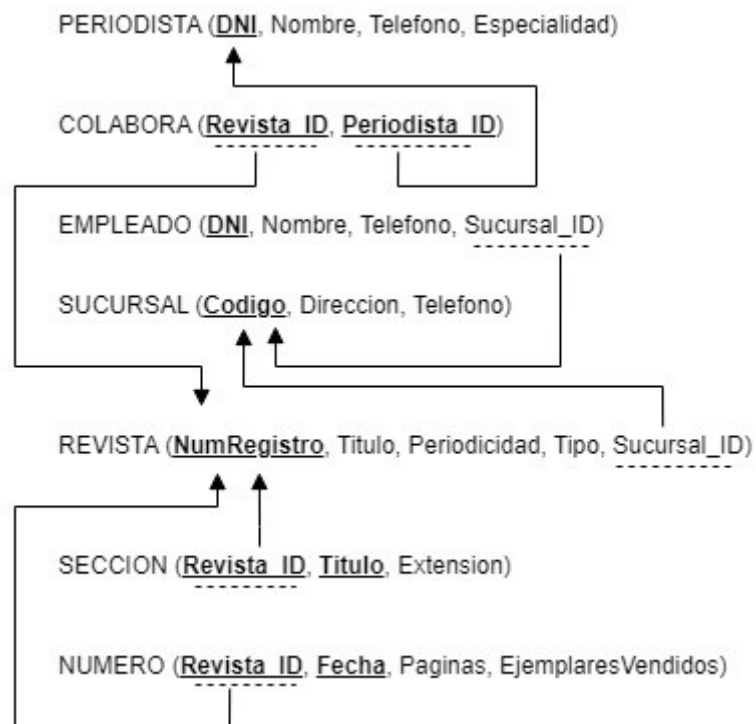 PERIODISTA (DNI, Nombre, Telefono, Especialidad)
COLABORA (Revista_ID, Periodista_ID)
EMPLEADO (DNI, Nombre, Telefono, Sucursal_ID)
SUCURSAL (Codigo, Direccion, Telefono)
REVISTA (NumRegistro, Titulo, Periodicidad, Tipo, Sucursal_ID)
SECCION (Revista_ID, Titulo, Extension)
NUMERO (Revista_ID, Fecha, Paginas, EjemplaresVendidos)